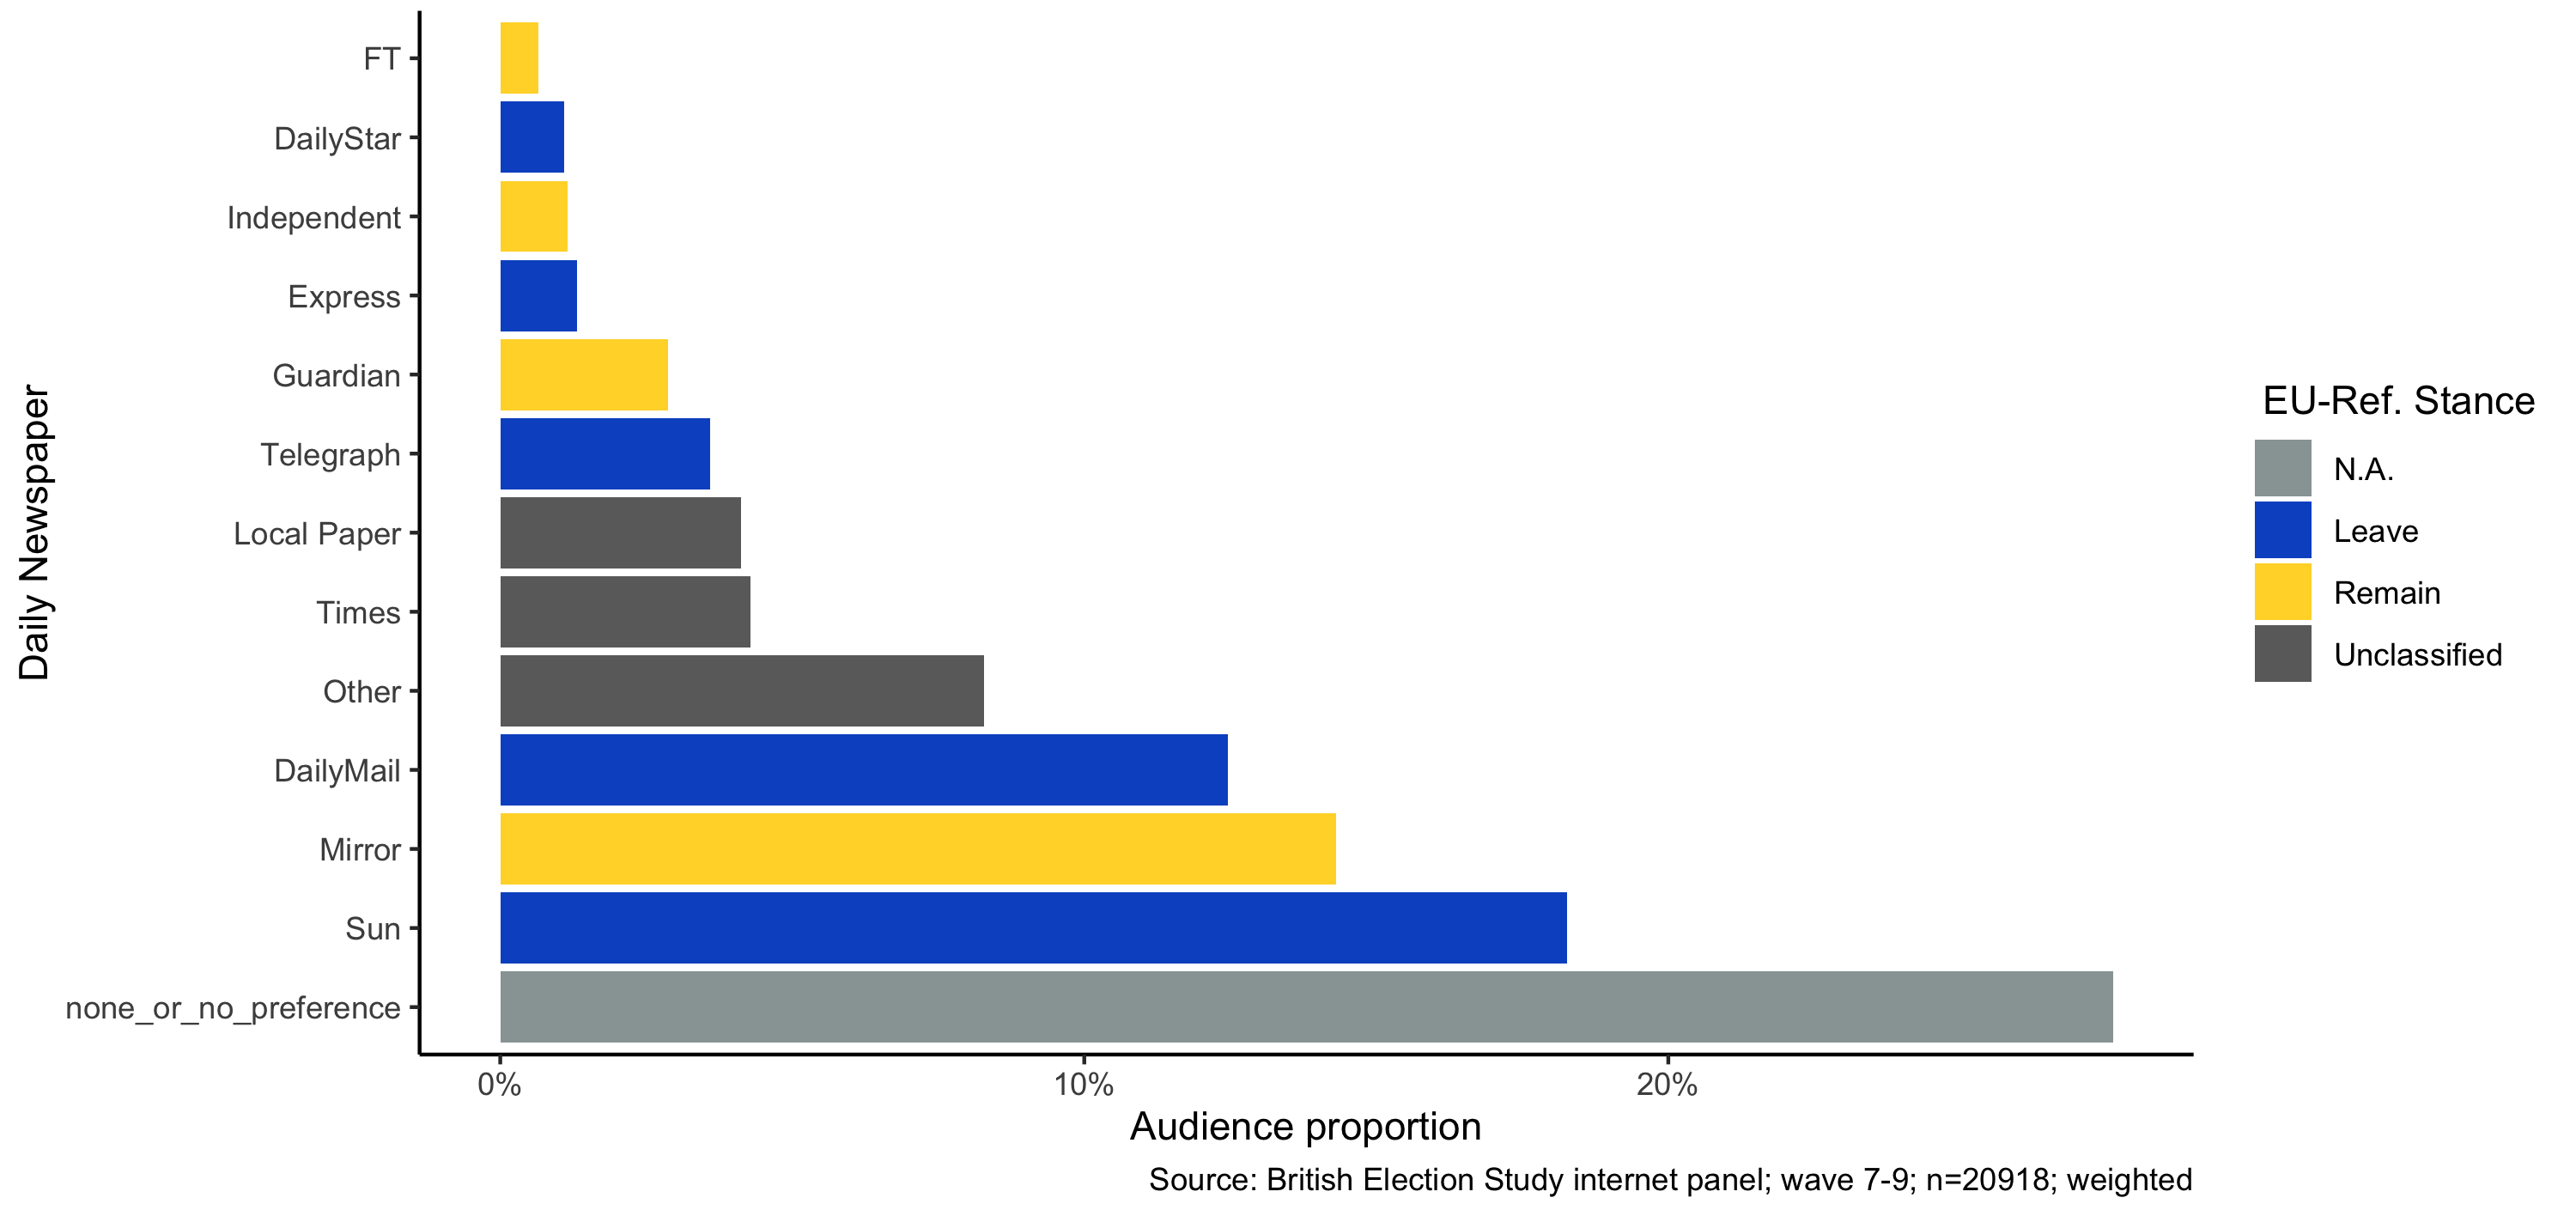 FT
DailyStar
Independent
Express
Guardian
Telegraph
Local Paper
Times
Other
DailyMail
Mirror
Sun
none_or_no_preference
Daily Newspaper
0%
10%
20%
Audience proportion
Source: British Election Study internet panel; wave 7-9; n=20918; weighted
EU-Ref. Stance
N.A.
Leave
Remain
Unclassified